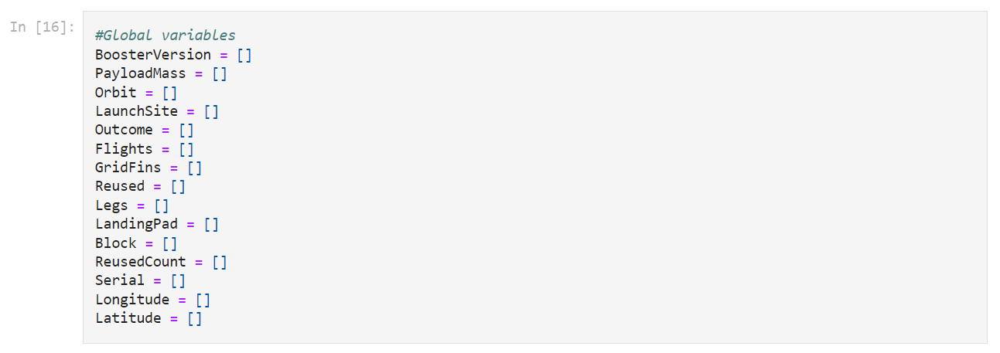 In [16]:
#Global variables
BoosterVersion = []
PayloadMass = []
Orbit = []
LaunchSite = []
Outcome = []
Flights = []
GridFins = []
Reused = []
Legs = []
LandingPad = []
Block = []
ReusedCount = []
Serial = []
Longitude = []
Latitude = []